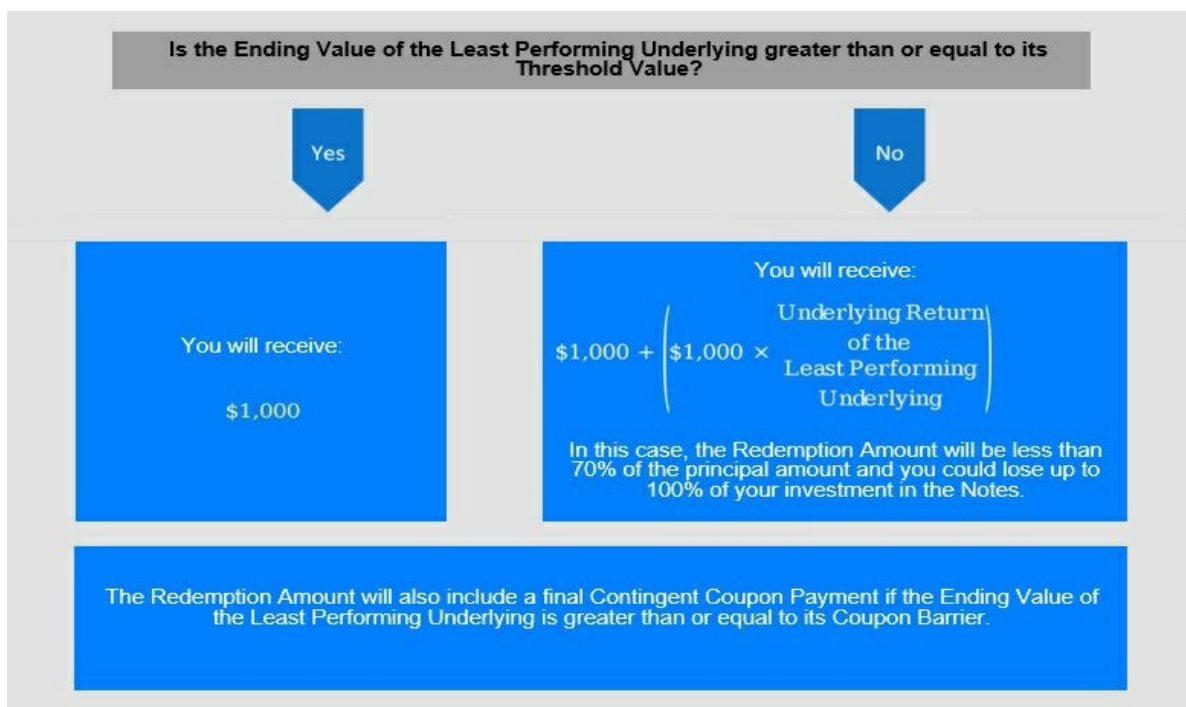 Is the Ending Value of the Least Performing Underlying greater than or equal to its
Threshold Value?
Yes
No
You will receive:
$1,000
You will receive:
$1,000 + ($1,000 × Underlying Return
of the
Least Performing
Underlying)
In this case, the Redemption Amount will be less than
70% of the principal amount and you could lose up to
100% of your investment in the Notes.
The Redemption Amount will also include a final Contingent Coupon Payment if the Ending Value of
the Least Performing Underlying is greater than or equal to its Coupon Barrier.